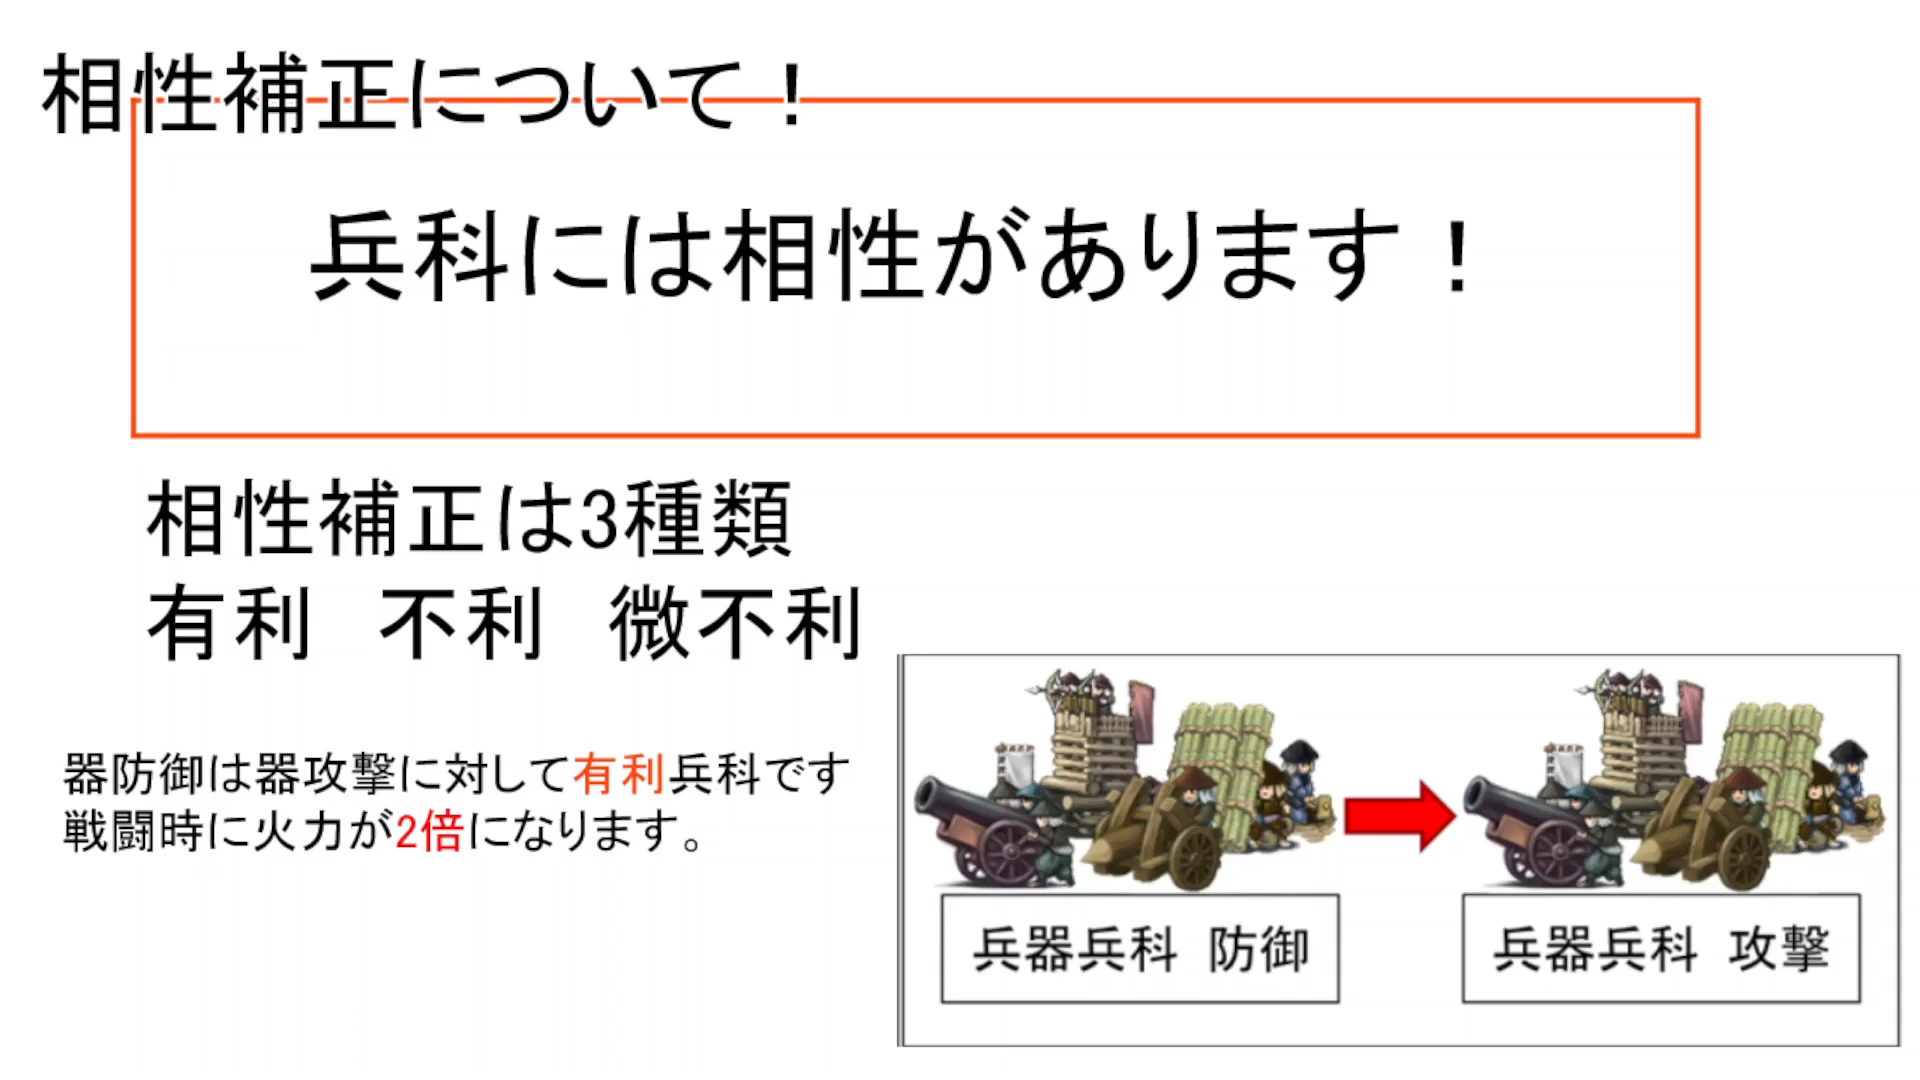 相性補正について！
兵科には相性があります！
相性補正は3種類
有利　不利　微不利
器防御は器攻撃に対して有利兵科です
戦闘時に火力が2倍になります。
兵器兵科 防御
兵器兵科 攻撃